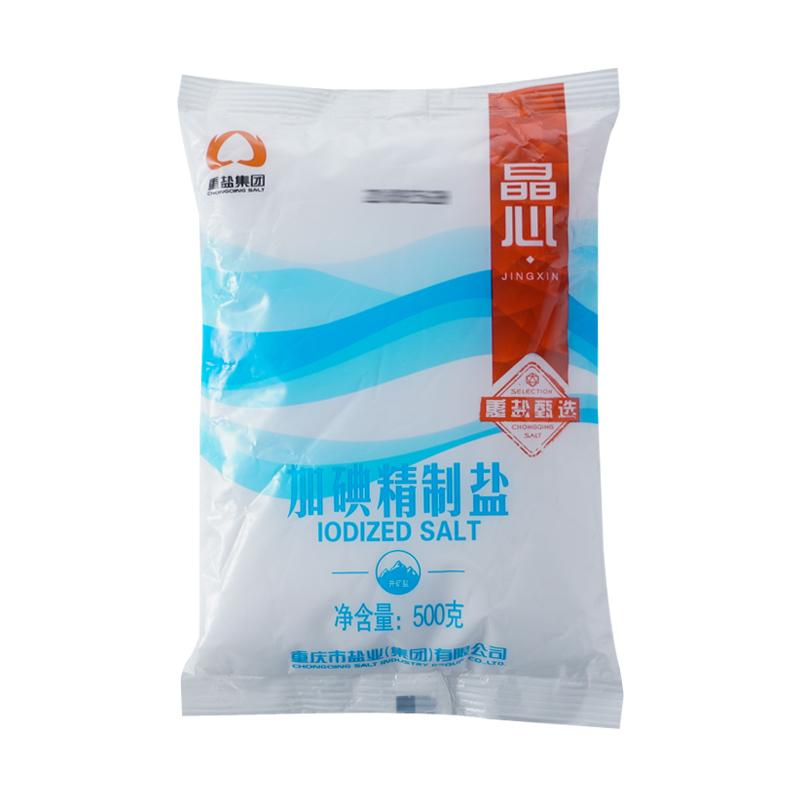 重盐集团
CHONGQING SALT
晶心
JINGXIN
SELECTION
重盐甄选
CHONGQING
SALT
加碘精制盐
IODIZED SALT
井矿盐
净含量：500克
重庆市盐业(集团)有限公司
CHONGQING SALT INDUSTRY GROUP CO.,LTD.